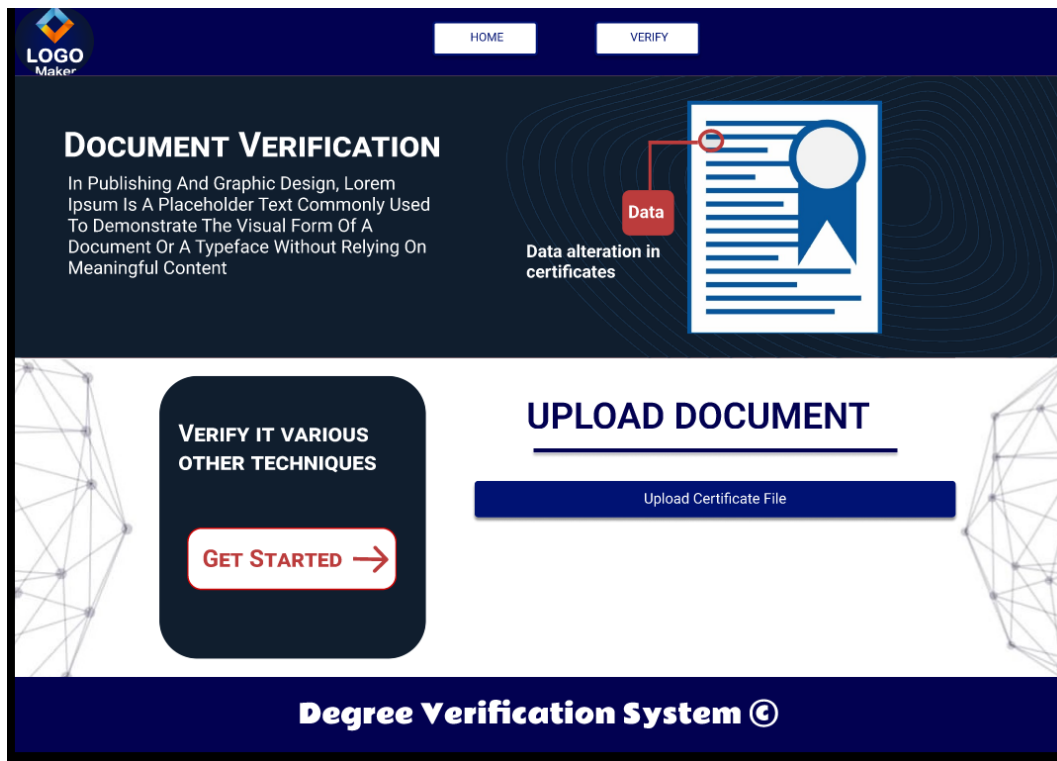 LOGO
Maker
HOME
VERIFY
DOCUMENT VERIFICATION
In Publishing And Graphic Design, Lorem
Ipsum Is A Placeholder Text Commonly Used
To Demonstrate The Visual Form Of A
Document Or A Typeface Without Relying On
Meaningful Content
Data
Data alteration in
certificates
VERIFY IT VARIOUS
OTHER TECHNIQUES
GET STARTED
UPLOAD DOCUMENT
Upload Certificate File
Degree Verification System ©